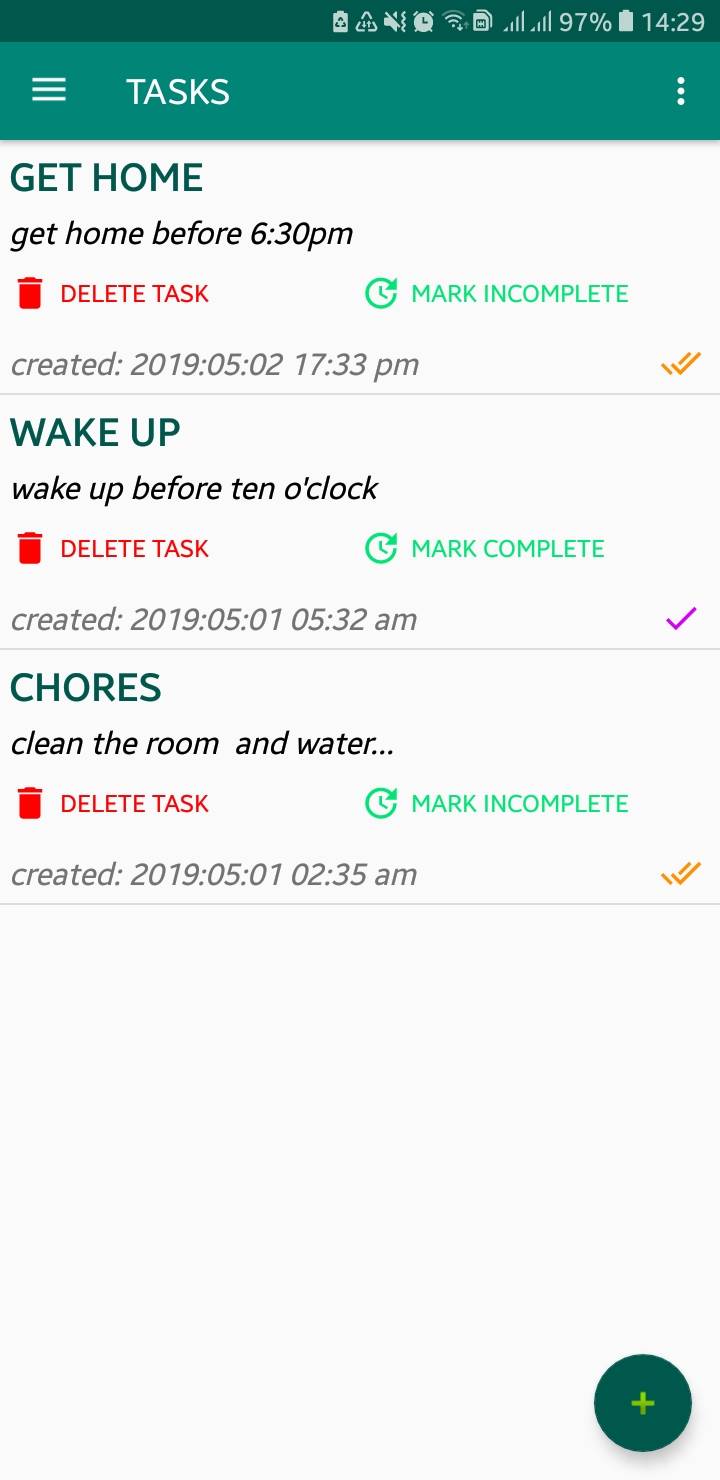 97% 14:29
TASKS
GET HOME
get home before 6:30pm
DELETE TASK MARK INCOMPLETE
created: 2019:05:02 17:33 pm
WAKE UP
wake up before ten o'clock
DELETE TASK MARK COMPLETE
created: 2019:05:01 05:32 am
CHORES
clean the room  and water...
DELETE TASK MARK INCOMPLETE
created: 2019:05:01 02:35 am
+